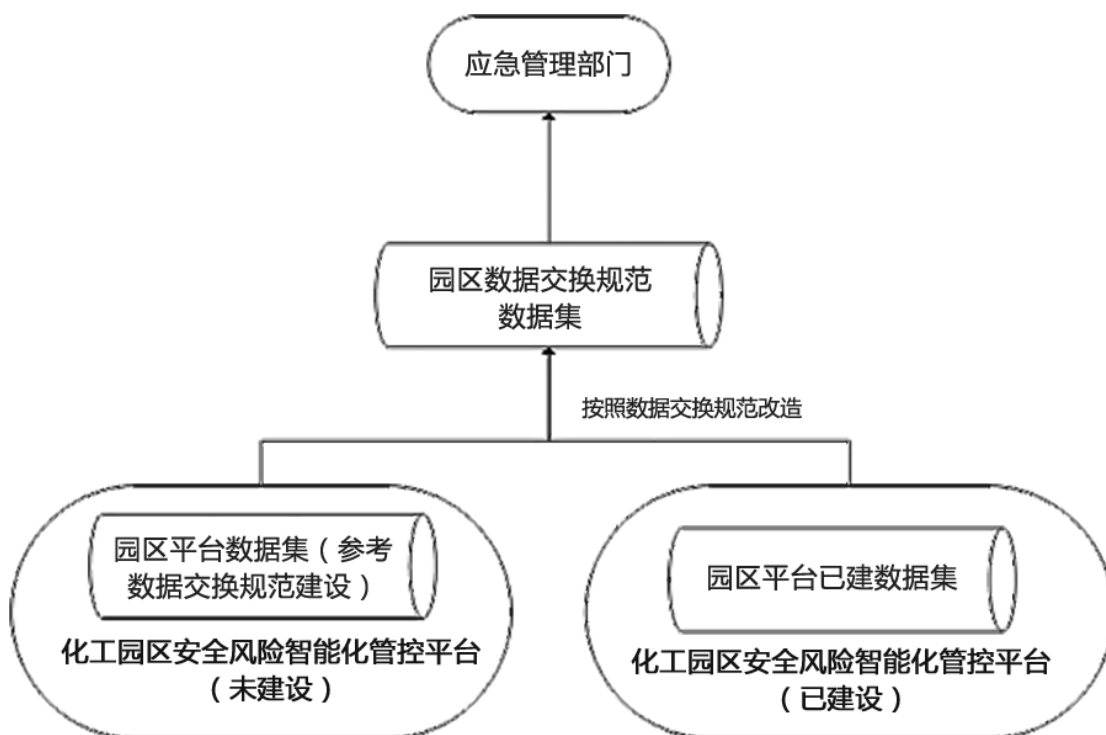 应急管理部门
园区数据交换规范
数据集
按照数据交换规范改造
园区平台数据集（参考
数据交换规范建设）
化工园区安全风险智能化管控平台
（未建设）
园区平台已建数据集
化工园区安全风险智能化管控平台
（已建设）